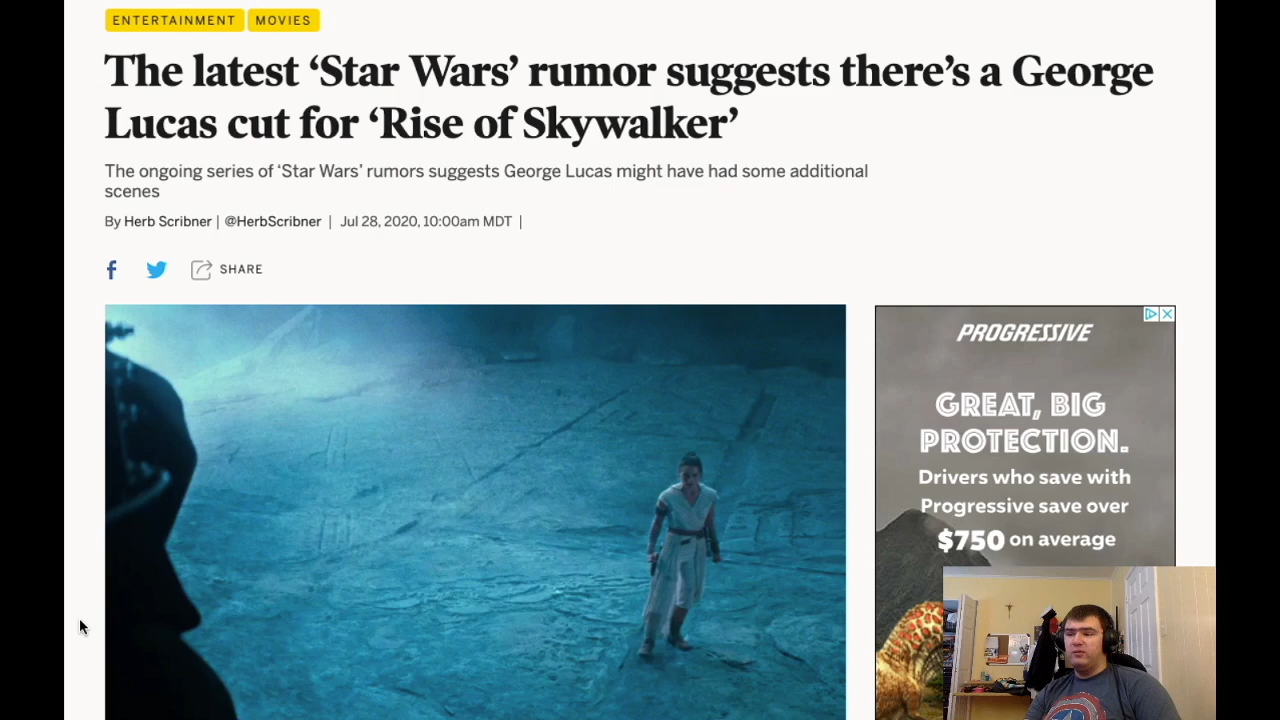 ENTERTAINMENT MOVIES
The latest ‘Star Wars’ rumor suggests there’s a George
Lucas cut for ‘Rise of Skywalker’
The ongoing series of ‘Star Wars’ rumors suggests George Lucas might have had some additional
scenes
By Herb Scribner | @HerbScribner | Jul 28, 2020, 10:00am MDT |
SHARE
PROGRESSIVE
GREAT, BIG
PROTECTION.
Drivers who save with
Progressive save over
$750 on average